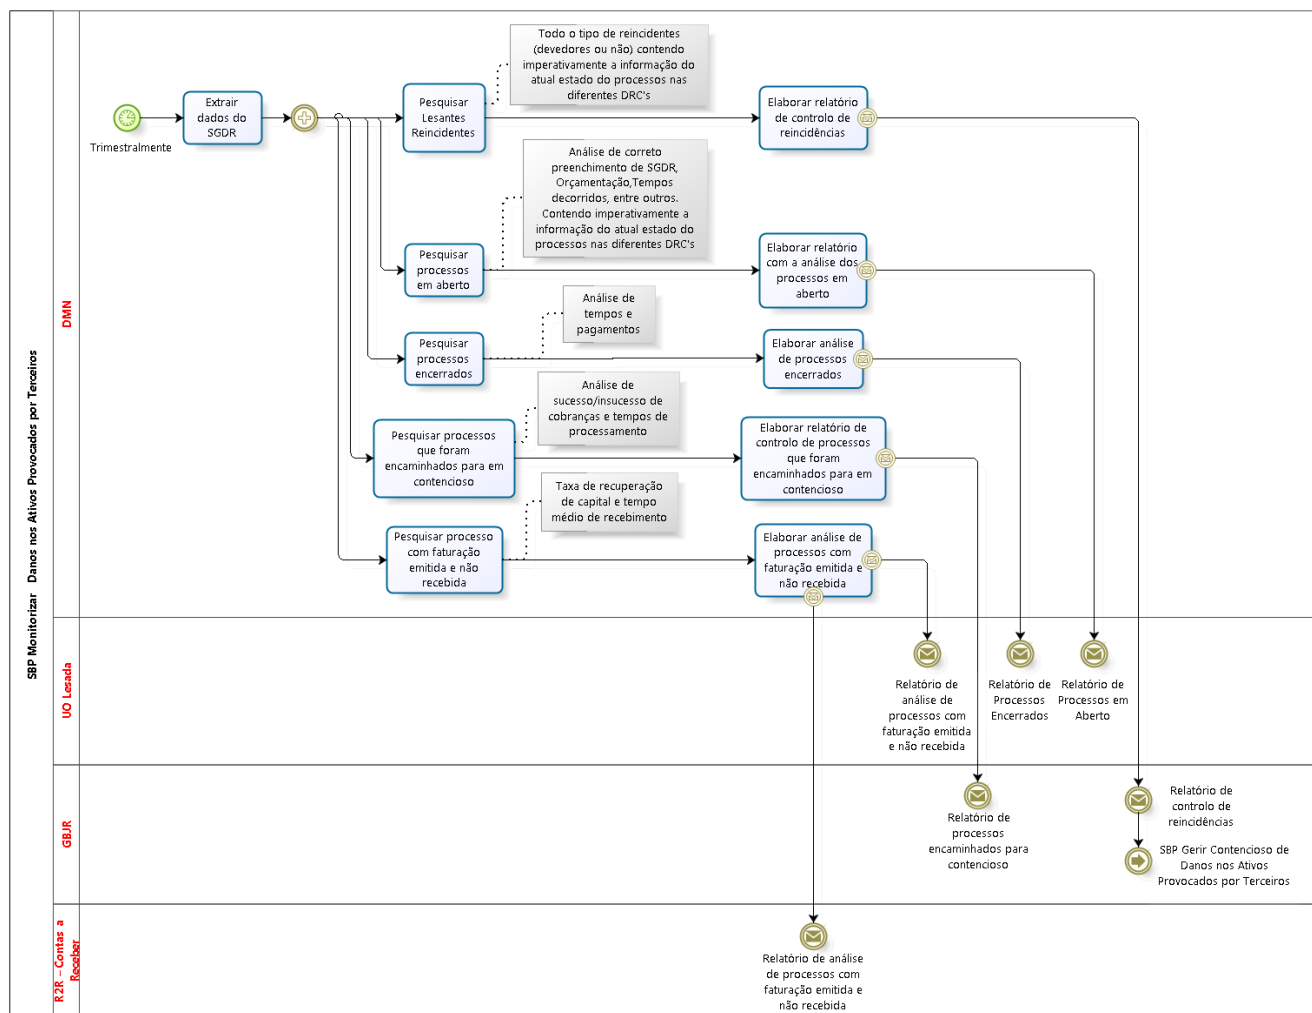 SBP Monitorizar Danos nos Ativos Provocados por Terceiros
DMN
Trimestralmente
Extrair
dados do
SGDR
Pesquisar
Lesantes
Reincidentes
Todo o tipo de reincidentes
(devedores ou não) contendo
imperativamente a informação do
atual estado do processos nas
diferentes DRC's
Elaborar relatório
de controlo de
reincidências
Análise de correto
preenchimento de SGDR,
Orçamentação,Tempos
decorridos, entre outros.
Contendo imperativamente a
informação do atual estado do
processos nas diferentes DRC's
Pesquisar
processos
em aberto
Elaborar relatório
com a análise dos
processos em
aberto
Análise de
tempos e
pagamentos
Pesquisar
processos
encerrados
Elaborar análise
de processos
encerrados
Análise de
sucesso/insucesso de
cobranças e tempos de
processamento
Pesquisar processos
que foram
encaminhados para em
contencioso
Elaborar relatório de
controlo de processos
que foram
encaminhados para em
contencioso
Taxa de recuperação
de capital e tempo
médio de recebimento
Pesquisar processo
com faturação
emitida e não
recebida
Elaborar análise de
processos com
faturação emitida e
não recebida
UO Lesada
Relatório de
análise de
processos com
faturação emitida
e não recebida
Relatório de
Processos
Encerrados
Relatório de
Processos em
Aberto
GBJR
Relatório de
processos
encaminhados para
contencioso
Relatório de
controlo de
reincidências
SBP Gerir Contencioso de
Danos nos Ativos
Provocados por Terceiros
R2R – Contas a
Receber
Relatório de análise
de processos com
faturação emitida e
não recebida